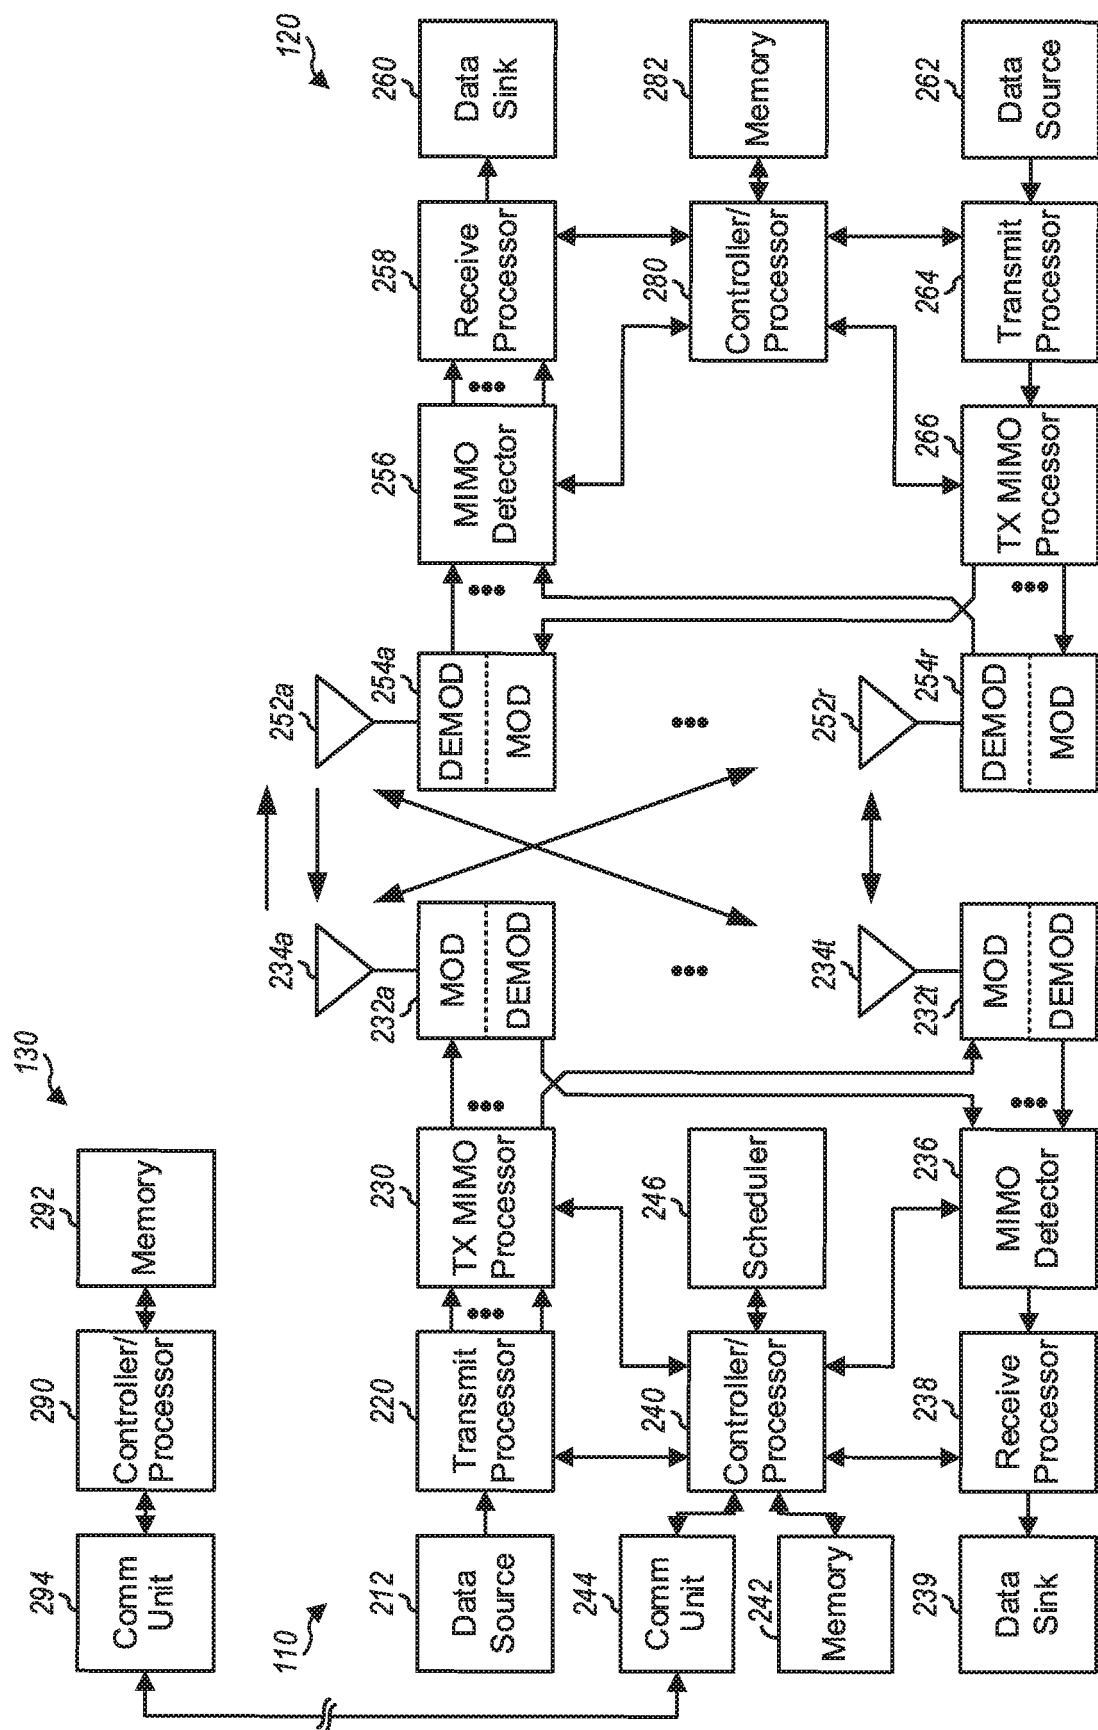 130
294
290
292
Comm
Unit
Controller/
Processor
Memory
110
120
212
220
230
232a
234a
252a
254a
256
258
260
Data
Source
Transmit
Processor
TX MIMO
Processor
MOD
DEMOD
DEMOD
MOD
MIMO
Detector
Receive
Processor
Data
Sink
244
240
246
280
282
Comm
Unit
Controller/
Processor
Scheduler
Controller/
Processor
Memory
242
Memory
239
238
236
232t
234t
252r
254r
266
264
262
Data
Sink
Receive
Processor
MIMO
Detector
MOD
DEMOD
DEMOD
MOD
TX MIMO
Processor
Transmit
Processor
Data
Source